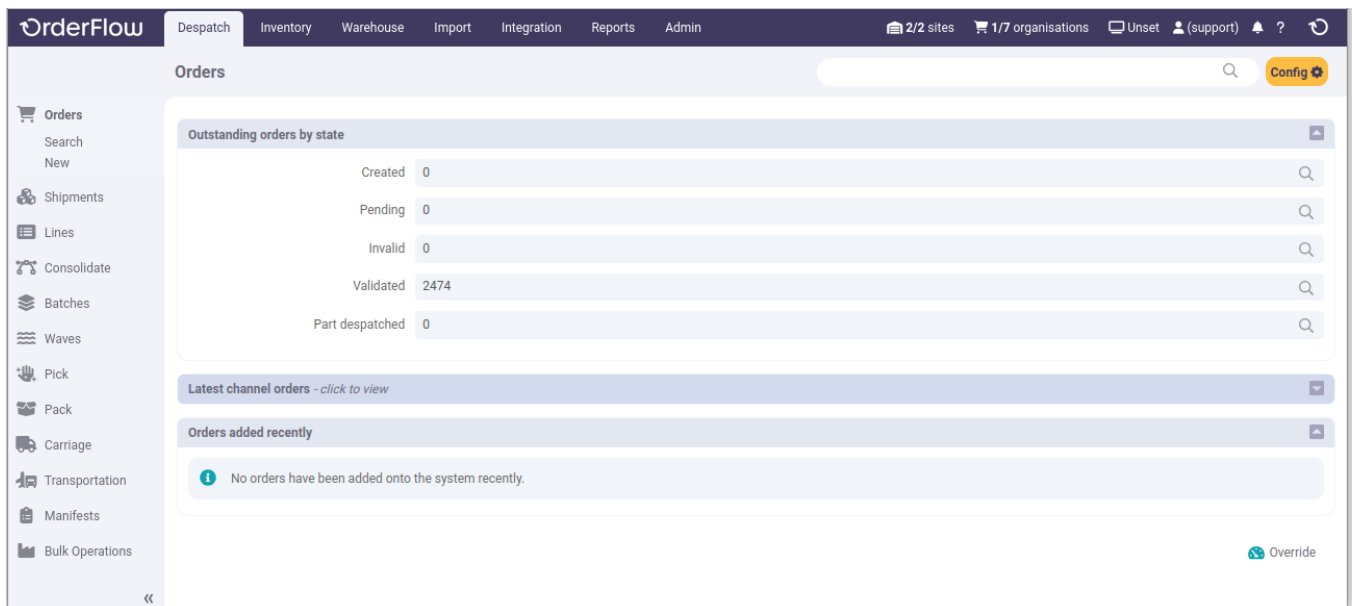 OrderFlow Despatch Inventory Warehouse Import Integration Reports Admin 2/2 sites 1/7 organisations Unset (support) ?
Orders Config
Orders
Search
New
Shipments
Lines
Consolidate
Batches
Waves
Pick
Pack
Carriage
Transportation
Manifests
Bulk Operations
«
Outstanding orders by state
Created 0
Pending 0
Invalid 0
Validated 2474
Part despatched 0
Latest channel orders - click to view
Orders added recently
No orders have been added onto the system recently.
Override